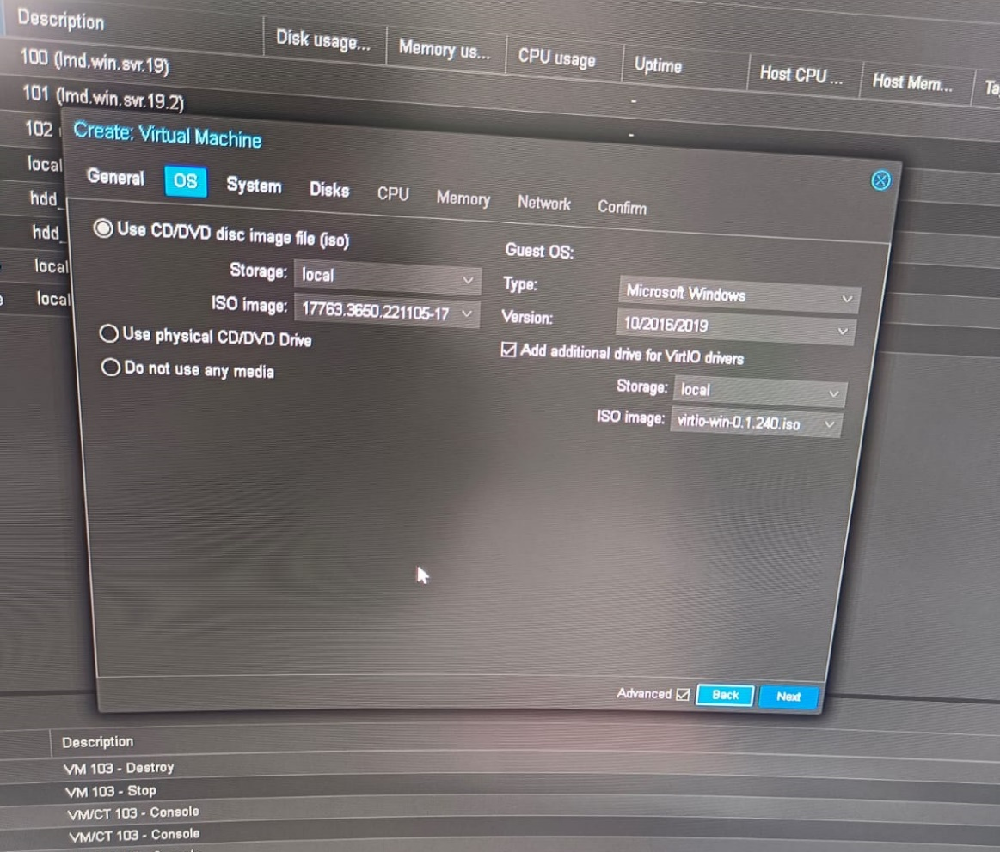 Description Disk usage... Memory us... CPU usage Uptime Host CPU ... Host Mem... Ta
100 (lmd.win.svr.19)
101 (lmd.win.svr.19.2) -
102 -
Create: Virtual Machine
local
General OS System Disks CPU Memory Network Confirm
hdd_
Use CD/DVD disc image file (iso)
Guest OS:
hdd_
Storage: local
Type: Microsoft Windows
local
ISO image: 17763.3650.221105-17
Version: 10/2016/2019
local
Use physical CD/DVD Drive
Add additional drive for VirtIO drivers
Do not use any media
Storage: local
ISO image: virtio-win-0.1.240.iso
Advanced Back Next
Description
VM 103 - Destroy
VM 103 - Stop
VM/CT 103 - Console
VM/CT 103 - Console